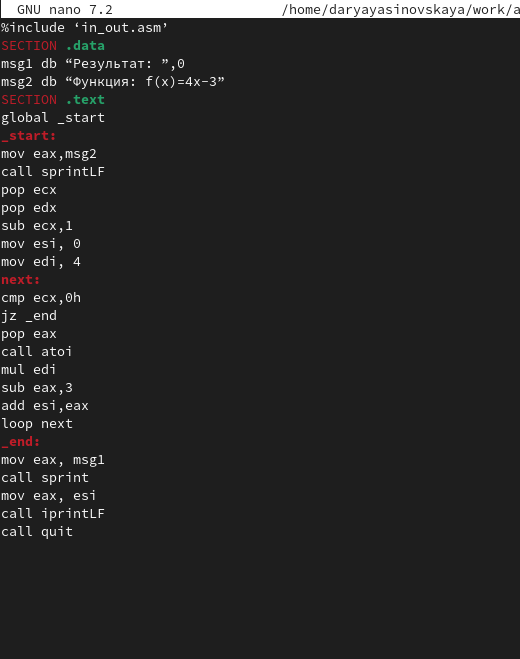 GNU nano 7.2 /home/daryayasinovskaya/work/a
%include ‘in_out.asm’
SECTION .data
msg1 db “Результат: ”,0
msg2 db “Функция: f(x)=4x-3”
SECTION .text
global _start
_start:
mov eax,msg2
call sprintLF
pop ecx
pop edx
sub ecx,1
mov esi, 0
mov edi, 4
next:
cmp ecx,0h
jz _end
pop eax
call atoi
mul edi
sub eax,3
add esi,eax
loop next
_end:
mov eax, msg1
call sprint
mov eax, esi
call iprintLF
call quit